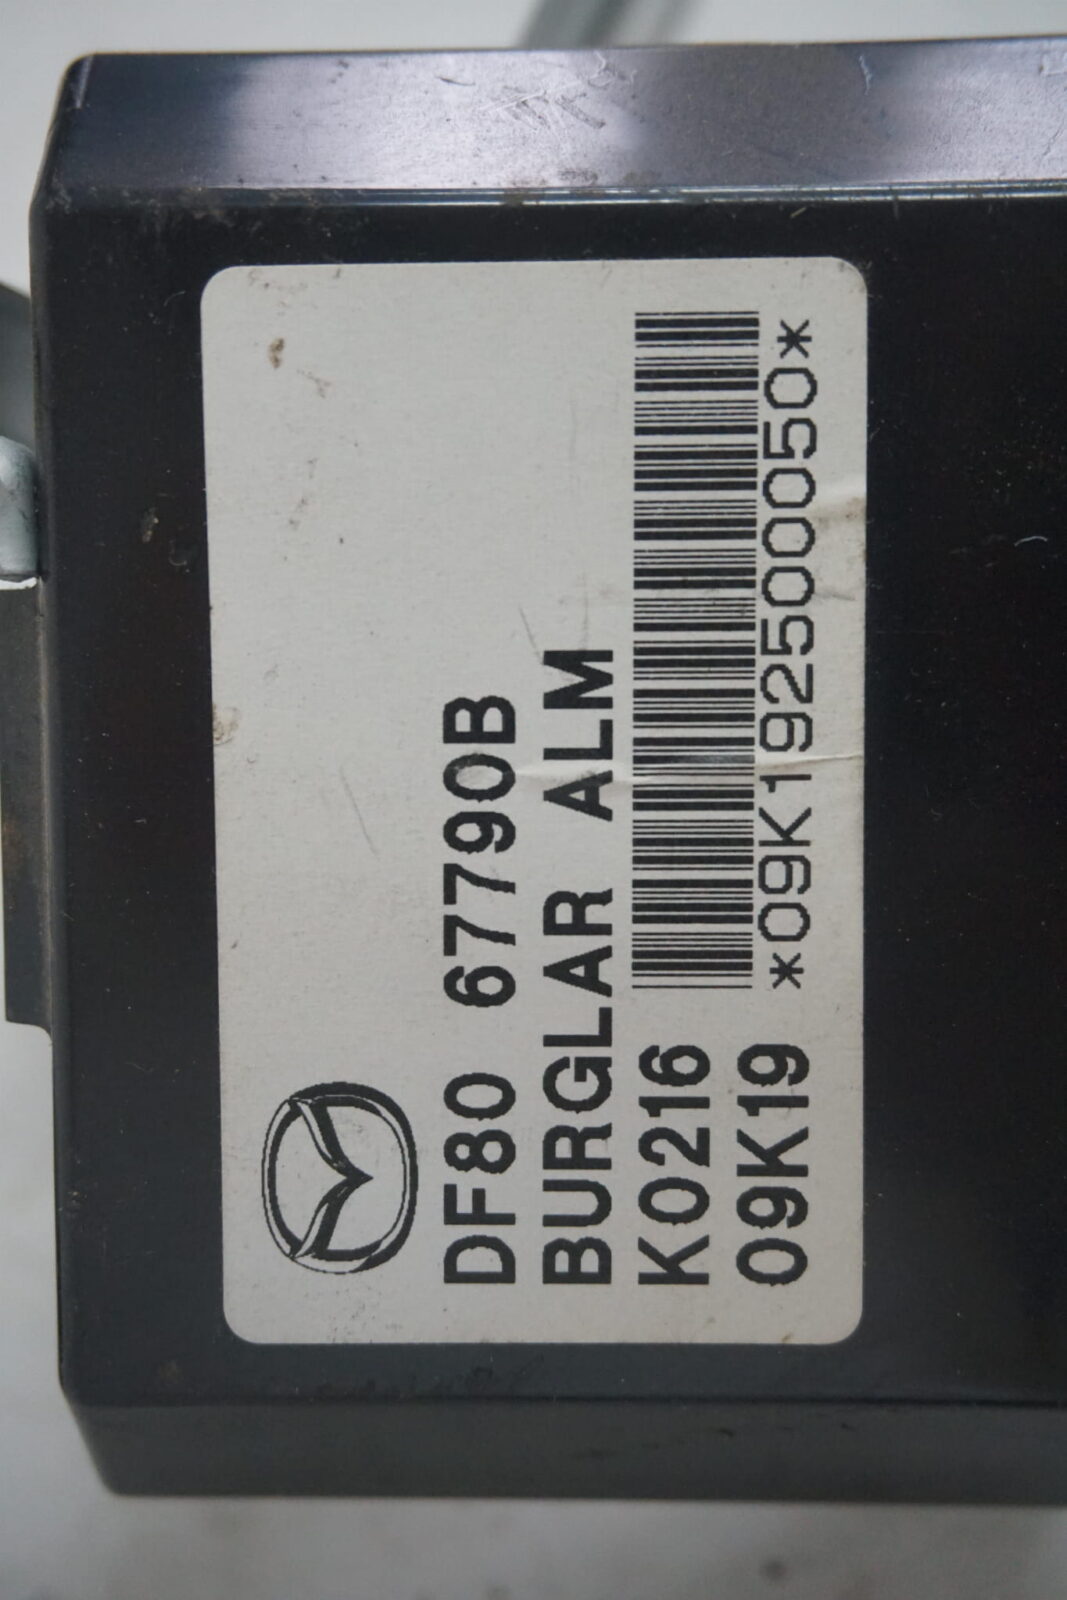 DF80 67790B
BURGLAR ALM
K0216
09K19 *09K1925000050*